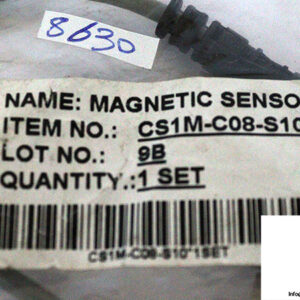 8630
NAME: MAGNETIC SENSO
ITEM NO.: CS1M-C08-S10
LOT NO.: 9B
QUANTITY.:1 SET
CS1M-C08-S10*1SET
Info